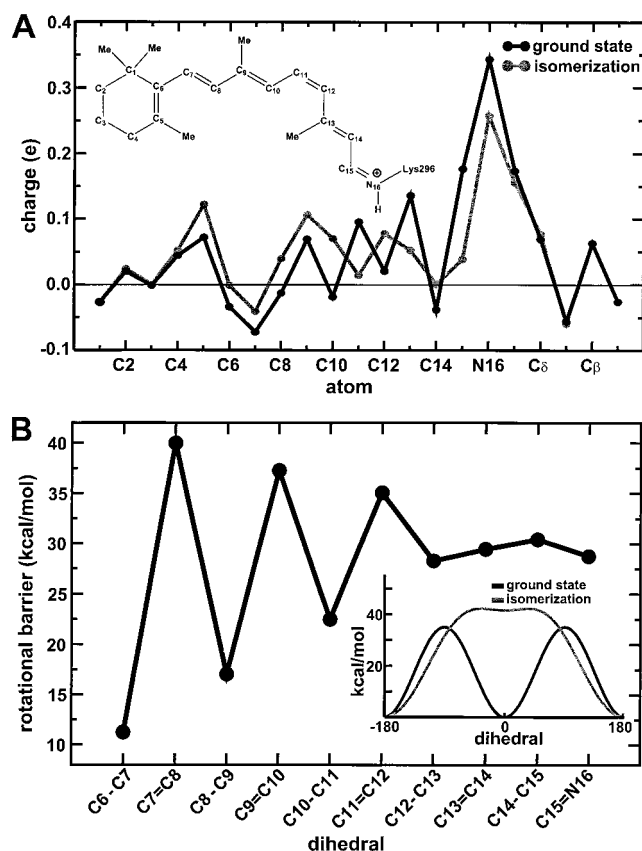 A
charge (e)
0.4
0.3
0.2
0.1
0.0
-0.1
ground state
isomerization
Me
Me
Me
Me
Me
C1
C2
C3
C4
C5
C6
C7
C8
C9
C10
C11
C12
C13
C14
C15
N16
⊕
H
Lys296
C2 C4 C6 C8 C10 C12 C14 N16 Cδ Cβ
atom
B
rotational barrier (kcal/mol)
40
35
30
25
20
15
10
ground state
isomerization
kcal/mol
40
20
-180 0 180
dihedral
C6 - C7
C7=C8
C8 - C9
C9=C10
C10- C11
C11=C12
C12-C13
C13=C14
C14-C15
C15=N16
dihedral